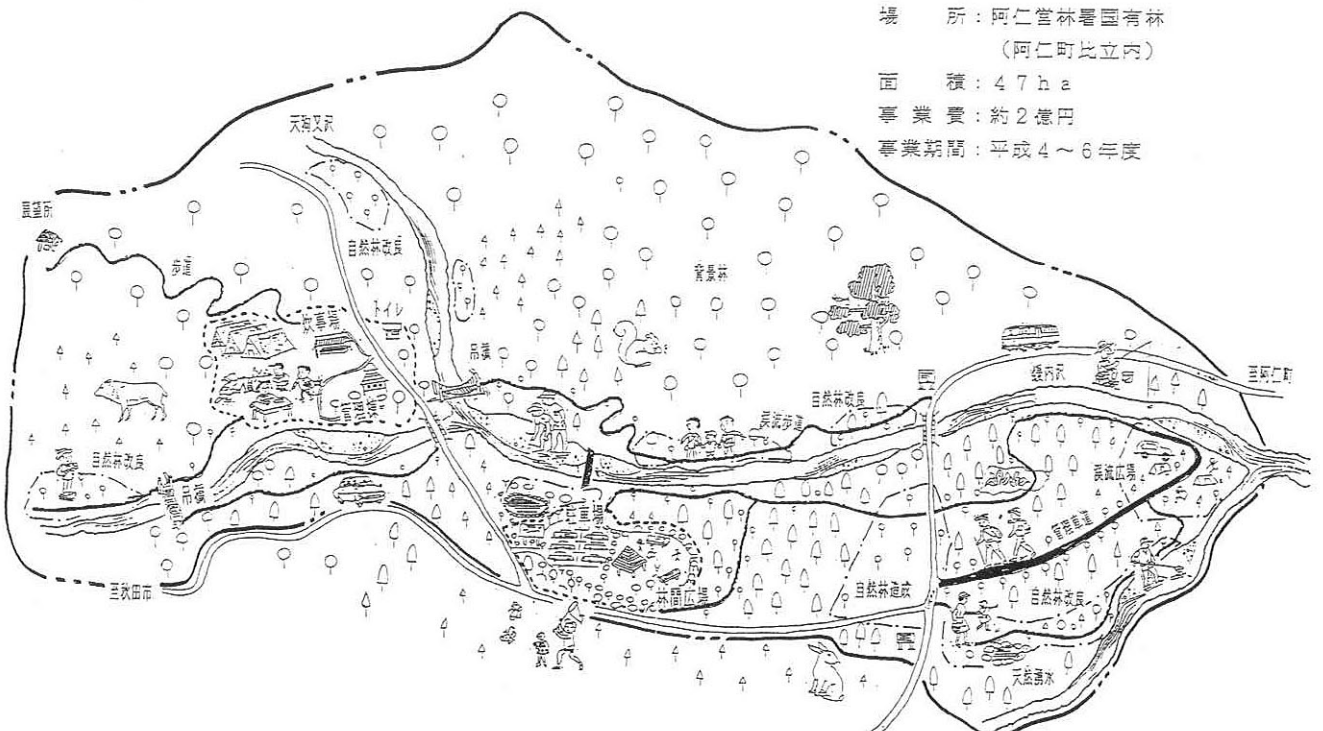 場　　所：阿仁営林署国有林
（阿仁町比立内）
面　　積：４７ｈａ
事 業 費：約２億円
事業期間：平成４～６年度
天狗又沢
展望所
自然林改良
歩道
背景林
炊事場
トイレ
吊橋
至阿仁町
自然林改良
渓流歩道
自然林改良
吊橋
渓流広場
管理車道
至秋田市
林間広場
自然林造成
自然林改良
天然湧水